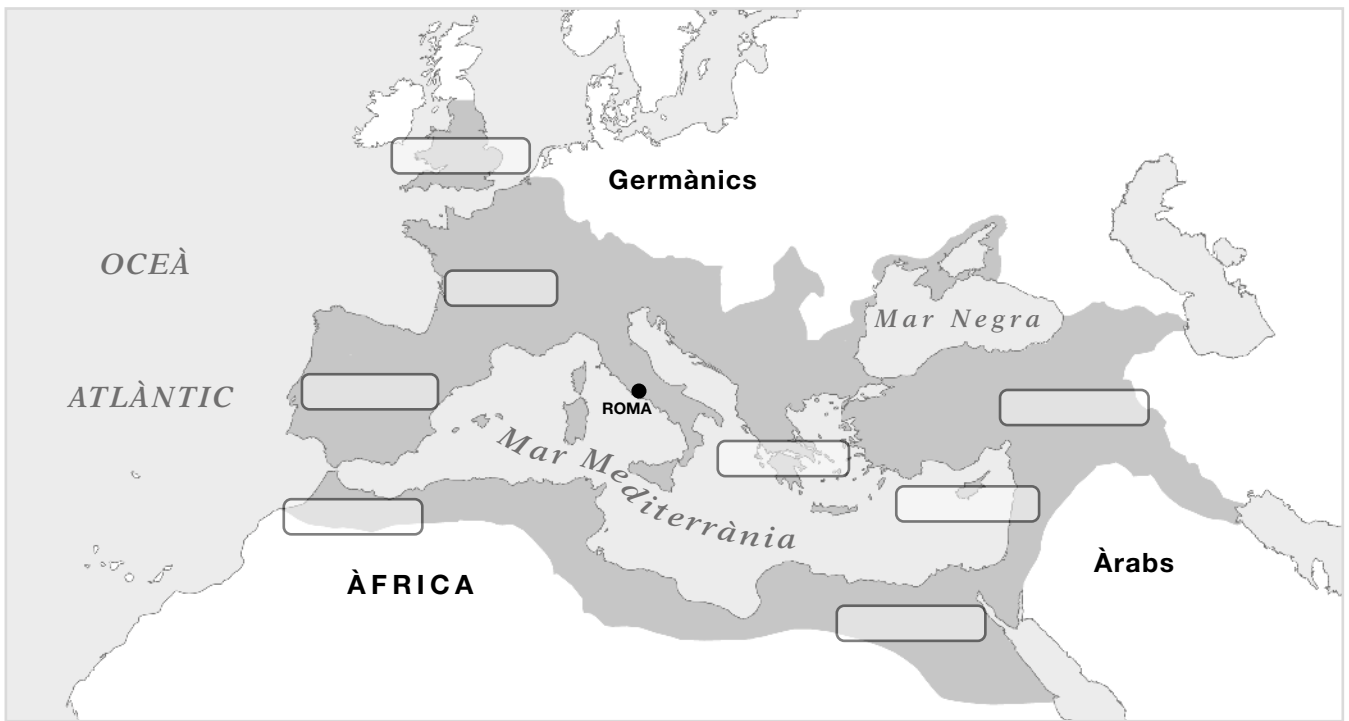 Germànics
OCEÀ
Mar Negra
ATLÀNTIC
ROMA
Mar Mediterrània
Àrabs
ÀFRICA